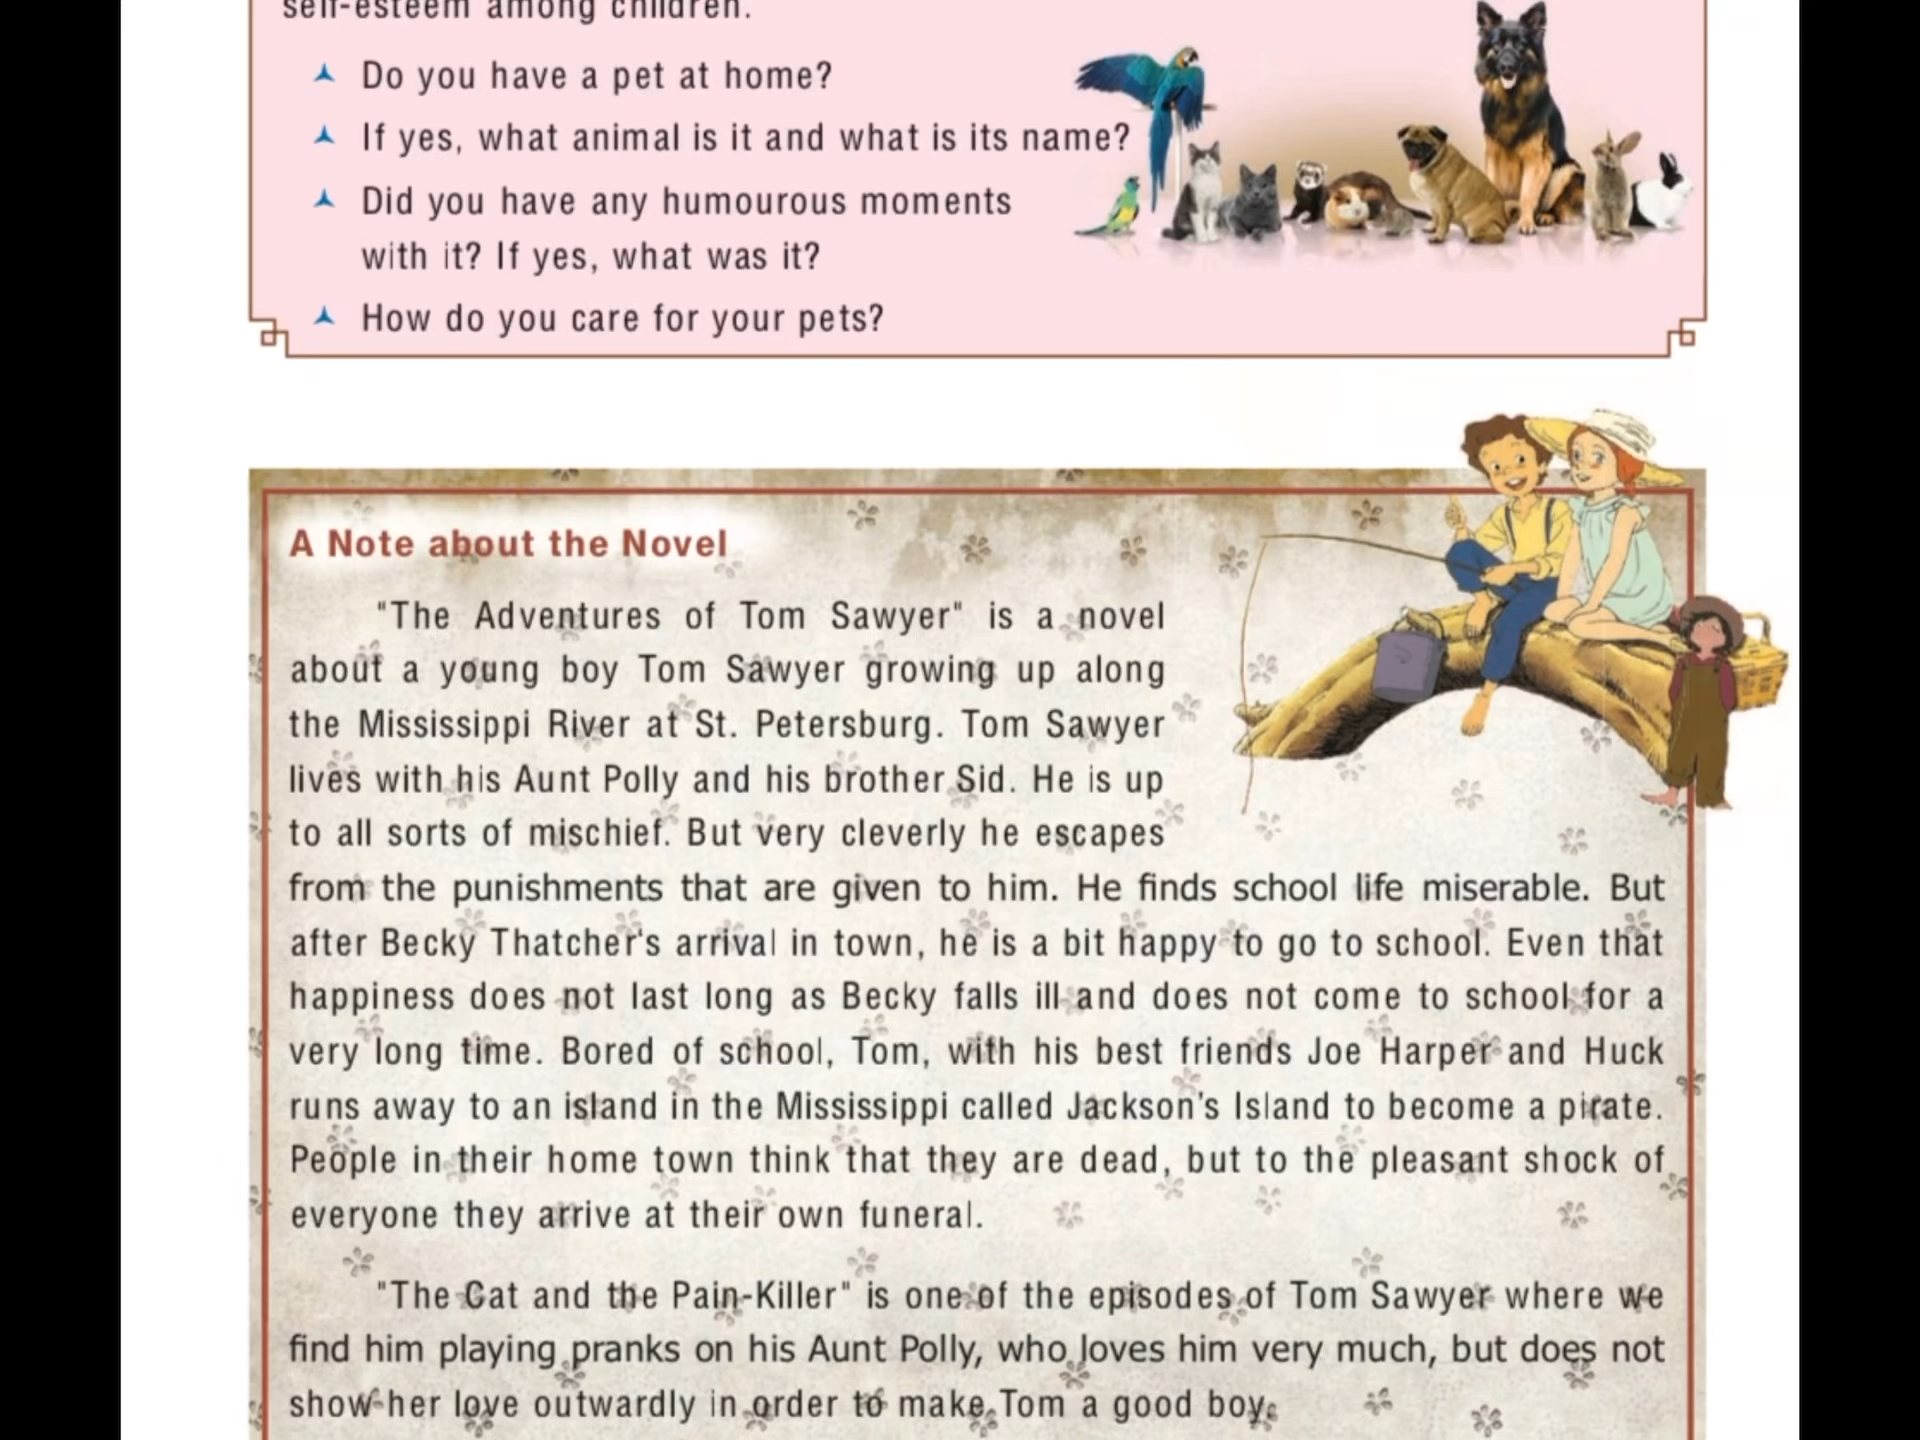 self-esteem among children.
Do you have a pet at home?
If yes, what animal is it and what is its name?
Did you have any humourous moments
with it? If yes, what was it?
How do you care for your pets?
A Note about the Novel
"The Adventures of Tom Sawyer" is a novel
about a young boy Tom Sawyer growing up along
the Mississippi River at St. Petersburg. Tom Sawyer
lives with his Aunt Polly and his brother Sid. He is up
to all sorts of mischief. But very cleverly he escapes
from the punishments that are given to him. He finds school life miserable. But
after Becky Thatcher's arrival in town, he is a bit happy to go to school. Even that
happiness does not last long as Becky falls ill and does not come to school for a
very long time. Bored of school, Tom, with his best friends Joe Harper and Huck
runs away to an island in the Mississippi called Jackson's Island to become a pirate.
People in their home town think that they are dead, but to the pleasant shock of
everyone they arrive at their own funeral.
"The Cat and the Pain-Killer" is one of the episodes of Tom Sawyer where we
find him playing pranks on his Aunt Polly, who loves him very much, but does not
show her love outwardly in order to make Tom a good boy.